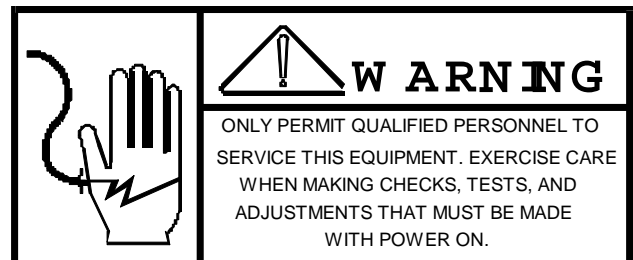 WARNING
ONLY PERMIT QUALIFIED PERSONNEL TO
SERVICE THIS EQUIPMENT. EXERCISE CARE
WHEN MAKING CHECKS, TESTS, AND
ADJUSTMENTS THAT MUST BE MADE
WITH POWER ON.